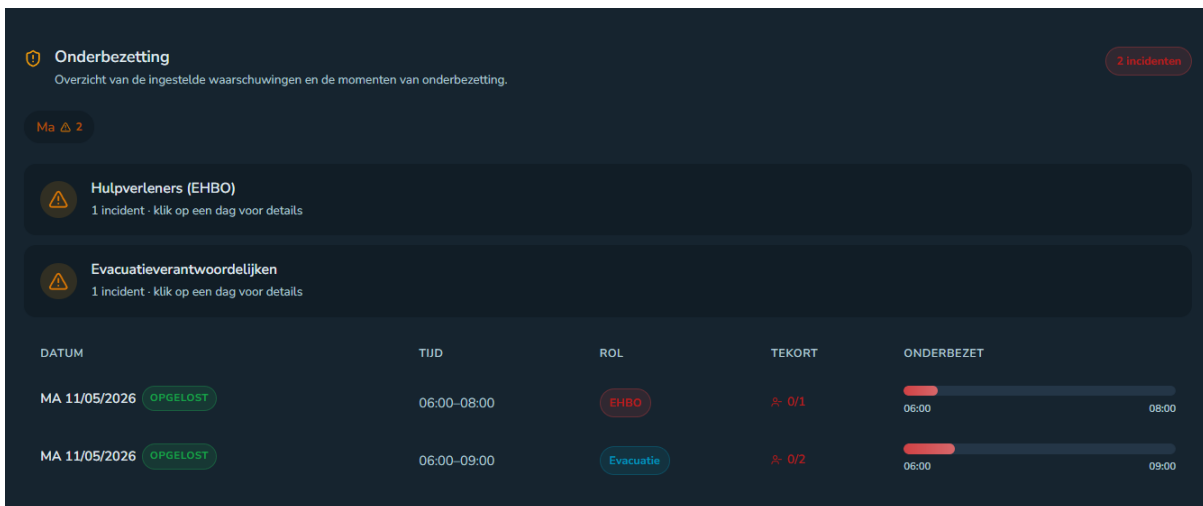 Onderbezetting
Overzicht van de ingestelde waarschuwingen en de momenten van onderbezetting.
2 incidenten
Ma 2
Hulpverleners (EHBO)
1 incident · klik op een dag voor details
Evacuatieverantwoordelijken
1 incident · klik op een dag voor details
DATUM TIJD ROL TEKORT ONDERBEZET
MA 11/05/2026 OPGELOST 06:00–08:00 EHBO 0/1
06:00 08:00
MA 11/05/2026 OPGELOST 06:00–09:00 Evacuatie 0/2
06:00 09:00